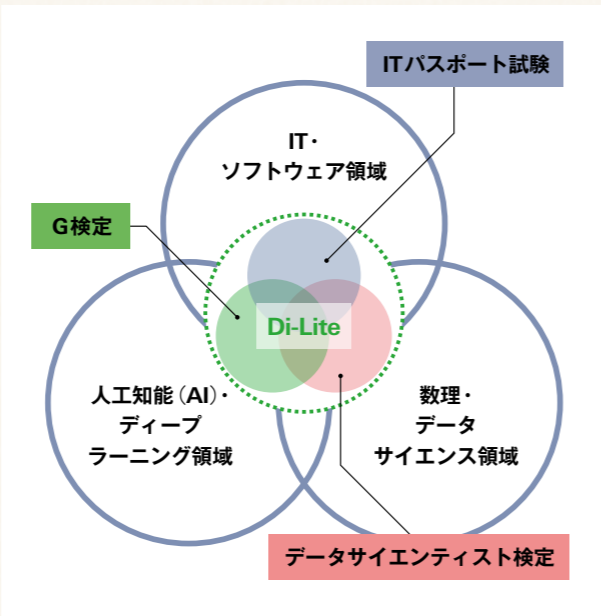 ITパスポート試験
IT・
ソフトウェア領域
G検定
Di-Lite
人工知能（AI）・
ディープ
ラーニング領域
数理・
データ
サイエンス領域
データサイエンティスト検定